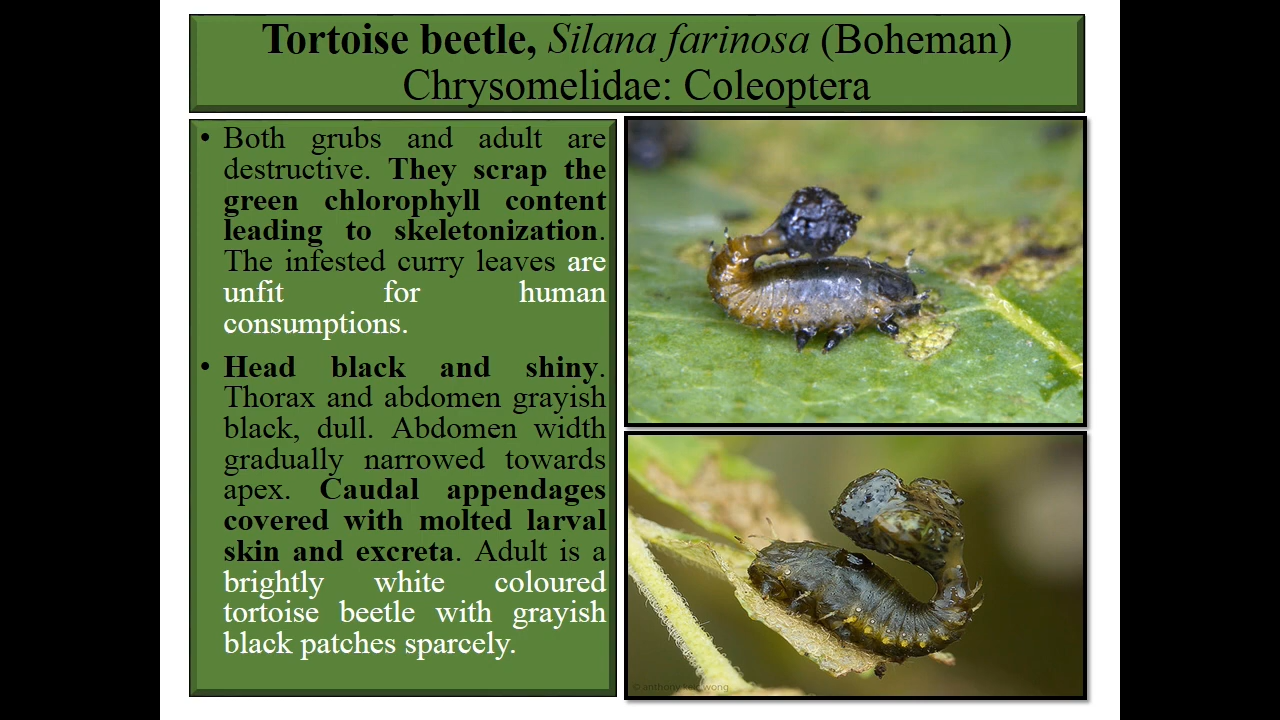 Tortoise beetle, Silana farinosa (Boheman)
Chrysomelidae: Coleoptera
• Both grubs and adult are
destructive. They scrap the
green chlorophyll content
leading to skeletonization.
The infested curry leaves are
unfit for human
consumptions.
• Head black and shiny.
Thorax and abdomen grayish
black, dull. Abdomen width
gradually narrowed towards
apex. Caudal appendages
covered with molted larval
skin and excreta. Adult is a
brightly white coloured
tortoise beetle with grayish
black patches sparcely.
© anthony wong